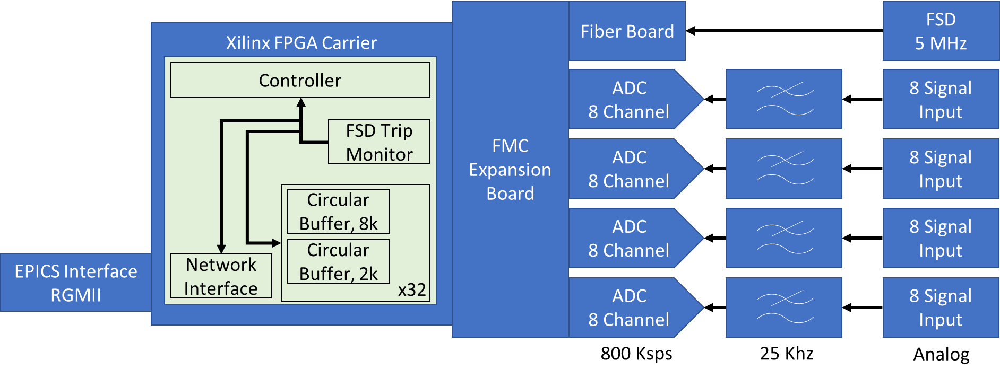 Xilinx FPGA Carrier
Controller
FSD Trip
Monitor
Circular
Buffer, 8k
Circular
Buffer, 2k
x32
Network
Interface
EPICS Interface
RGMII
FMC
Expansion
Board
Fiber Board
FSD
5 MHz
ADC
8 Channel
8 Signal
Input
ADC
8 Channel
8 Signal
Input
ADC
8 Channel
8 Signal
Input
ADC
8 Channel
8 Signal
Input
800 Ksps
25 Khz
Analog